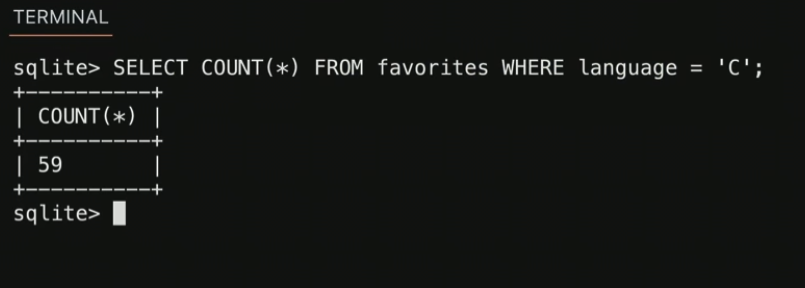 TERMINAL
sqlite> SELECT COUNT(*) FROM favorites WHERE language = 'C';
+----------+
| COUNT(*) |
+----------+
| 59       |
+----------+
sqlite>